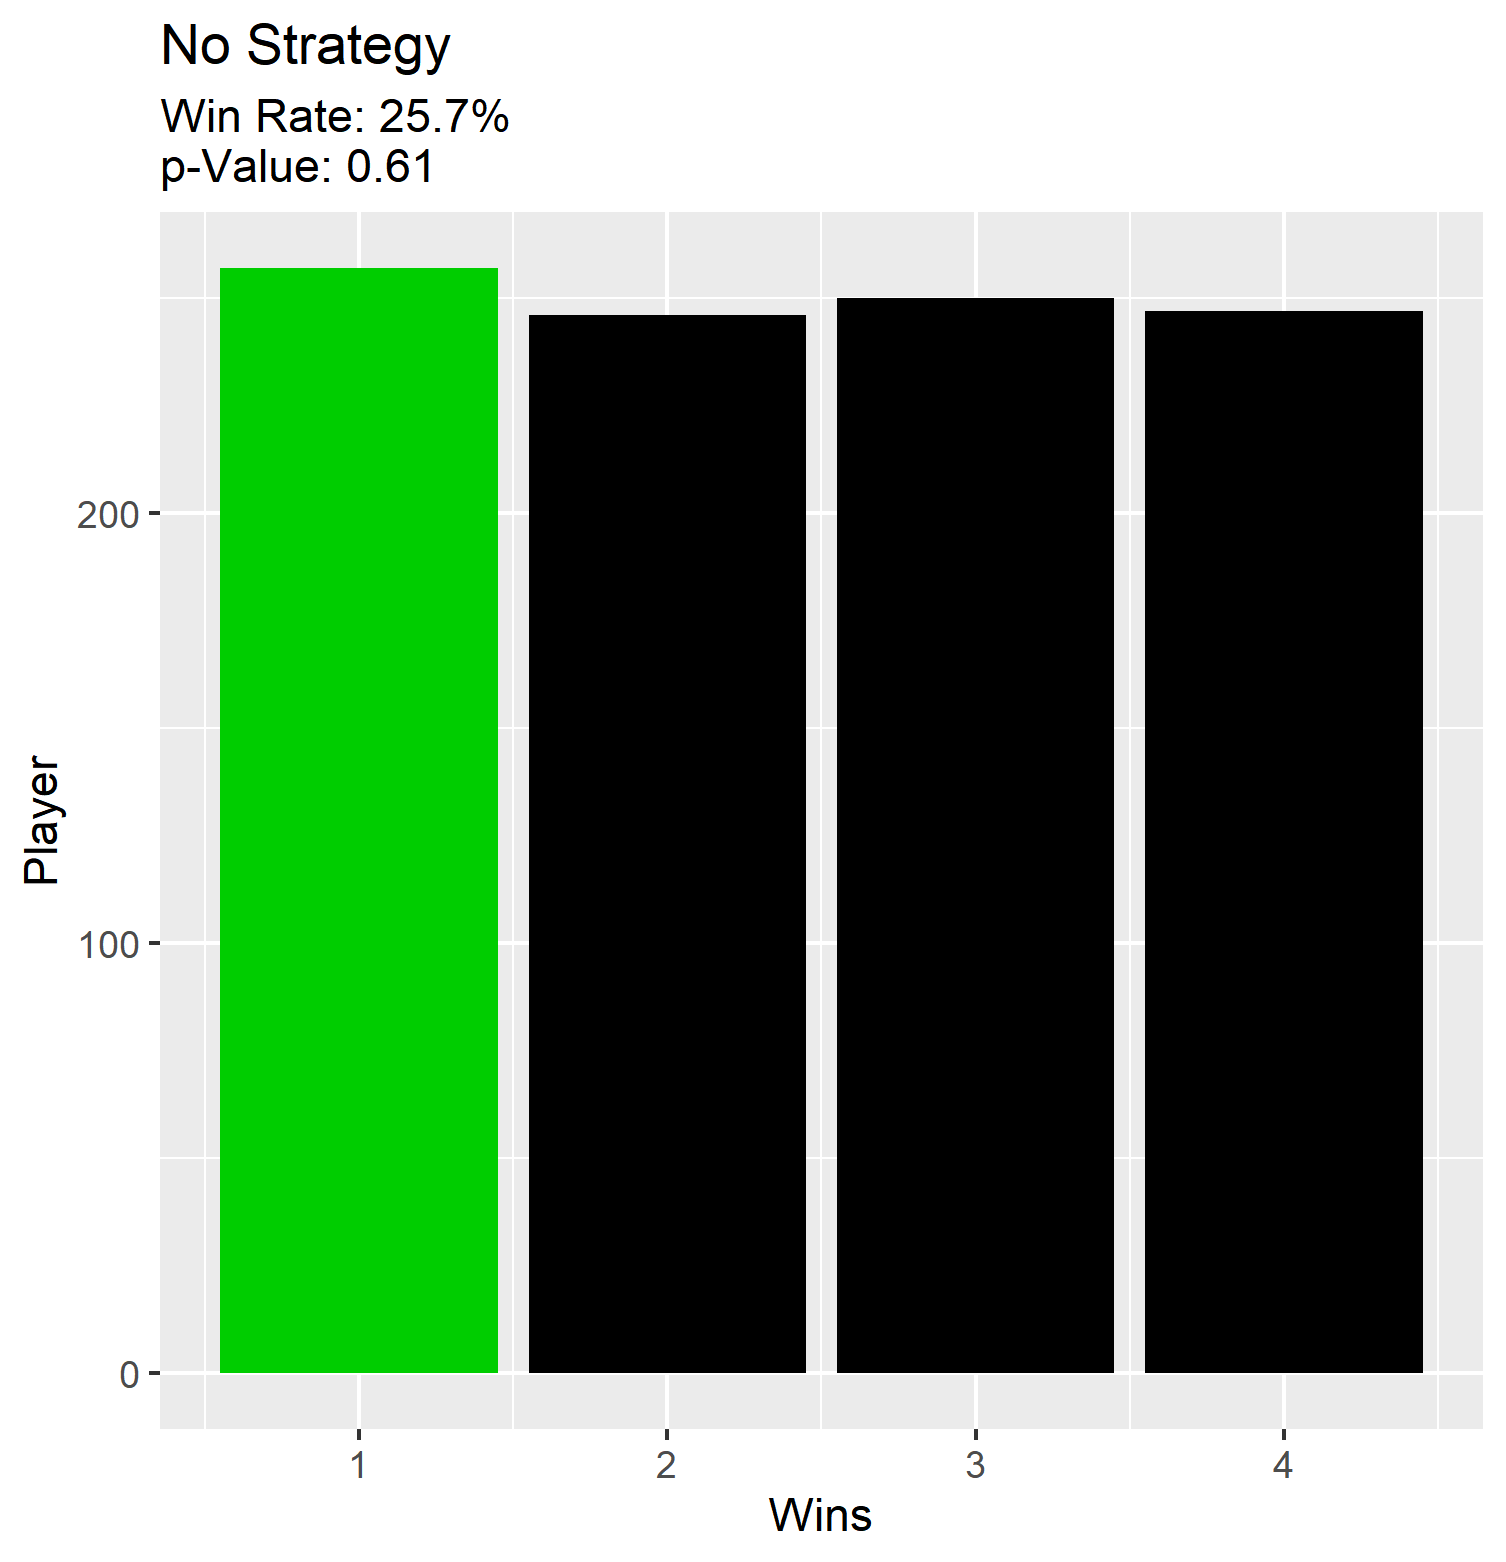 No Strategy
Win Rate: 25.7%
p-Value: 0.61
Player
200
100
0
1 2 3 4
Wins